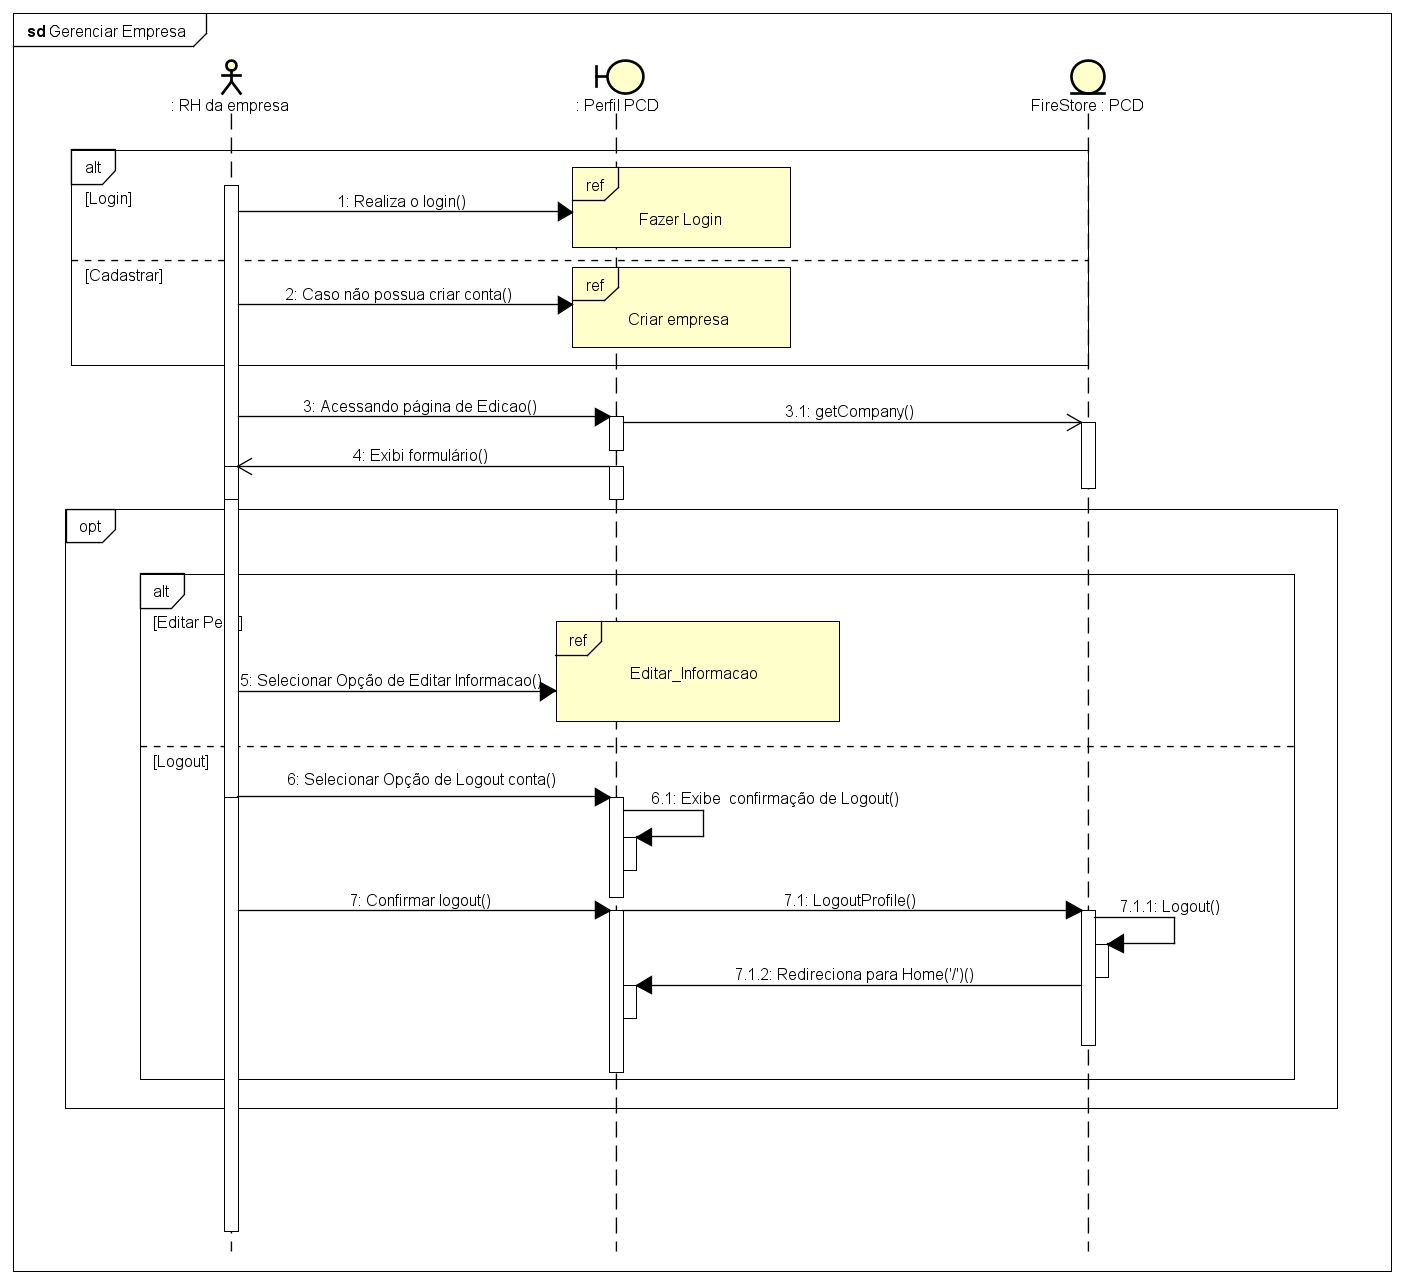 sd Gerenciar Empresa
: RH da empresa
: Perfil PCD
FireStore : PCD
alt
[Login]
1: Realiza o login()
ref
Fazer Login
[Cadastrar]
2: Caso não possua criar conta()
ref
Criar empresa
3: Acessando página de Edicao()
3.1: getCompany()
4: Exibi formulário()
opt
alt
[Editar Pe
]
ref
Editar_Informacao
5: Selecionar Opção de Editar Informacao()
[Logout]
6: Selecionar Opção de Logout conta()
6.1: Exibe  confirmação de Logout()
7: Confirmar logout()
7.1: LogoutProfile()
7.1.1: Logout()
7.1.2: Redireciona para Home('/')()